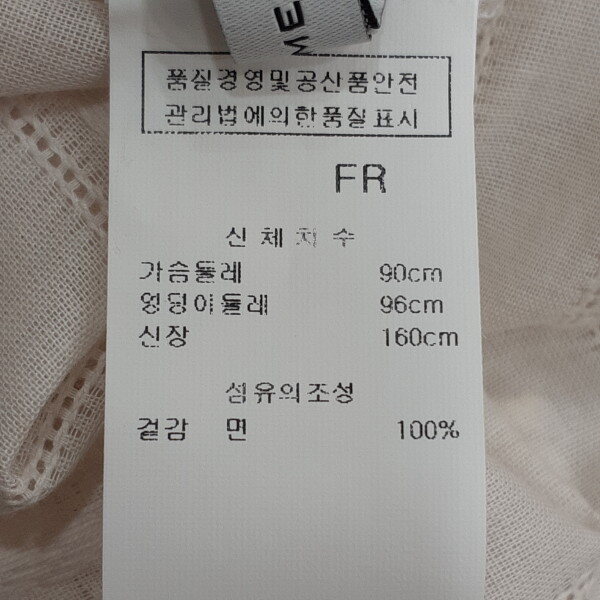 ME
품질경영및공산품안전
관리법에의한품질표시
FR
신체치수
가슴둘레 90cm
엉덩이둘레 96cm
신장 160cm
섬유의조성
겉감 면 100%